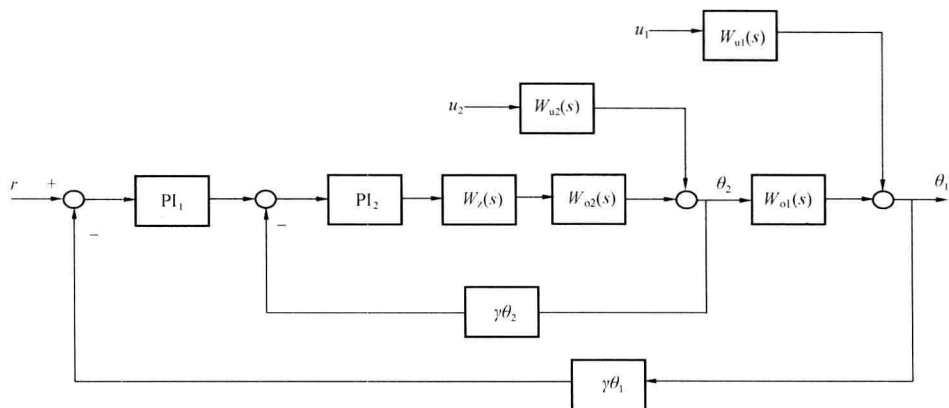 u₁
W_u1(s)
u₂
W_u2(s)
r
+
−
PI₁
−
PI₂
W_z(s)
W_o2(s)
θ₂
W_o1(s)
θ₁
γθ₂
γθ₁